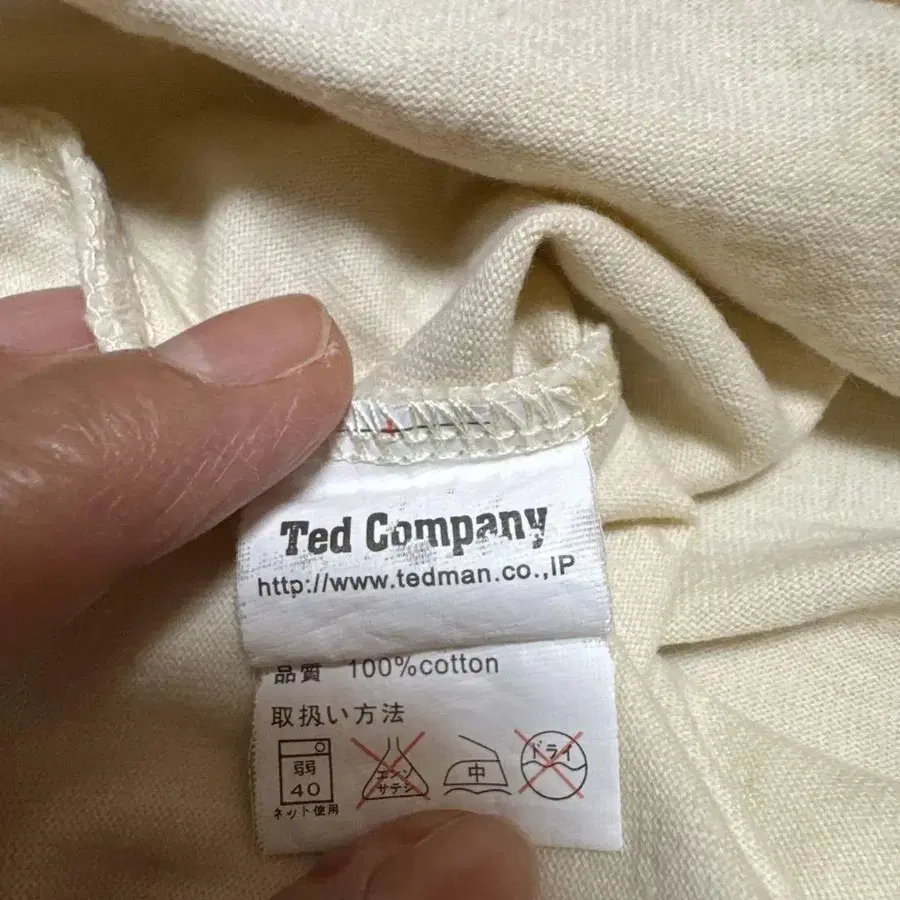 Ted Company
http://www.tedman.co.,JP
品質 100%cotton
取扱い方法
弱
40
ネット使用
エンソ
サラシ
中
ドライ